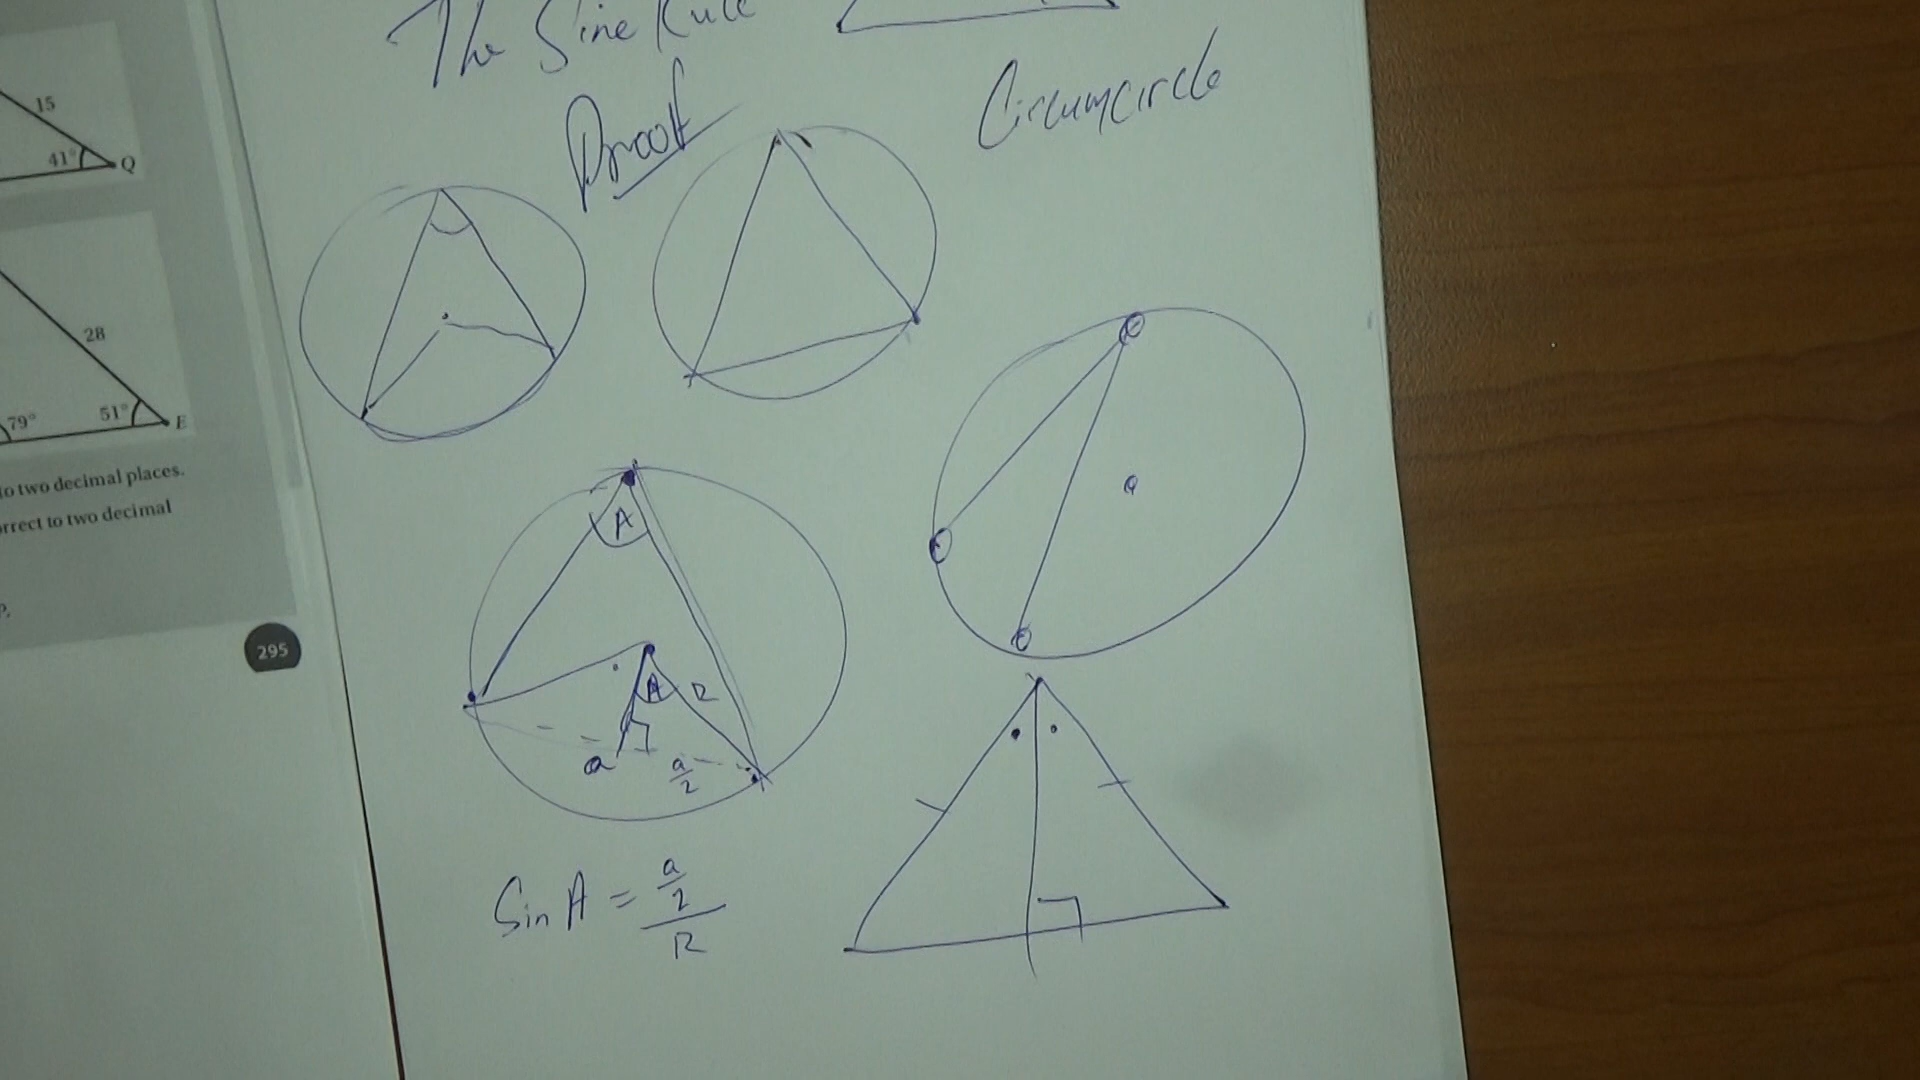 15
41°
Q
28
79°
51°
E
to two decimal places.
rrect to two decimal
P.
295
The Sine Rule
Proof
Circumcircle
A
A
R
a
a/2
Sin A = a/2 / R